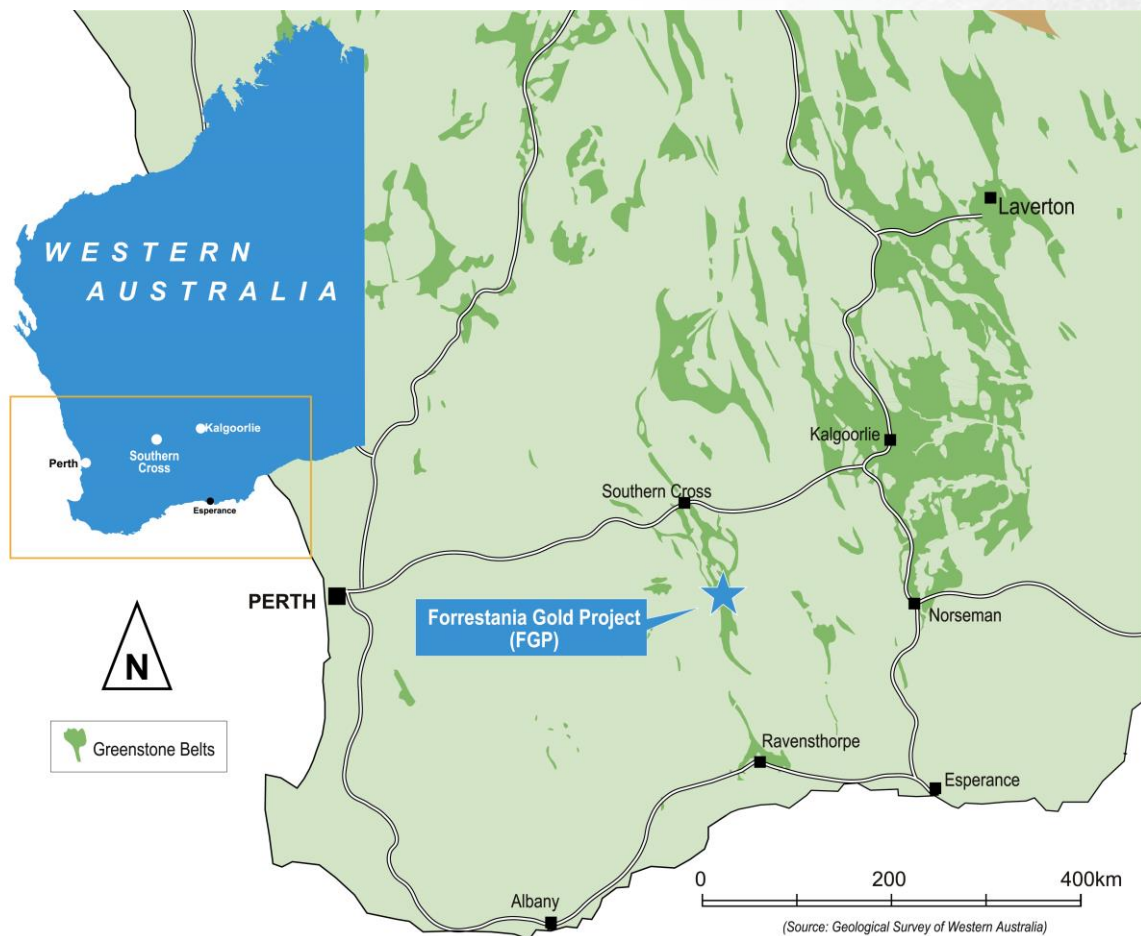 WESTERN
AUSTRALIA
Kalgoorlie
Southern
Cross
Perth
Esperance
Laverton
Kalgoorlie
Southern Cross
PERTH
Forrestania Gold Project
(FGP)
Norseman
N
Greenstone Belts
Ravensthorpe
Esperance
Albany
0 200 400km
(Source: Geological Survey of Western Australia)